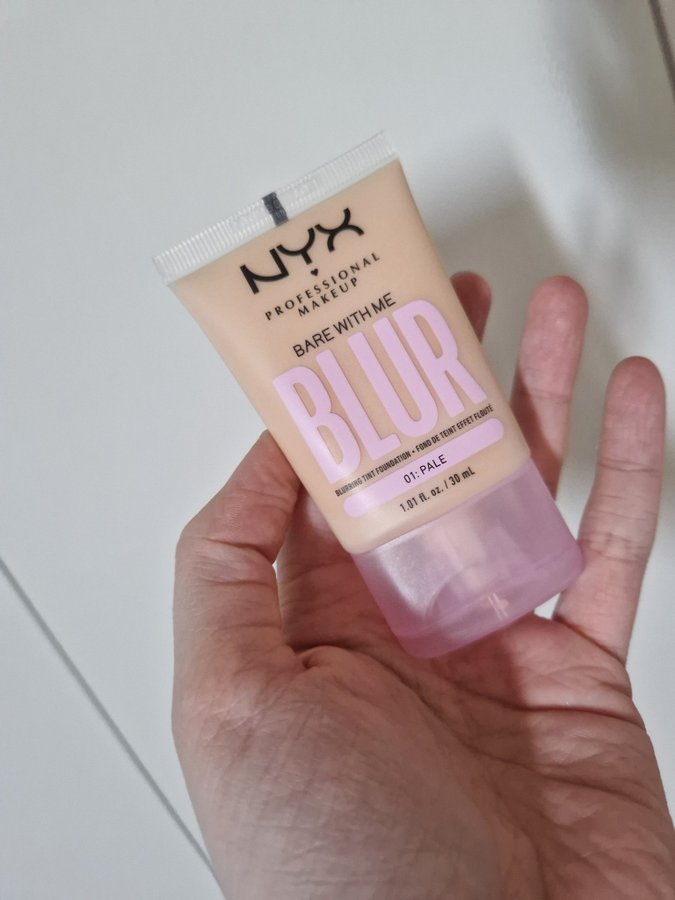 NYX
PROFESSIONAL
MAKEUP
BARE WITH ME
BLUR
BLURRING TINT FOUNDATION • FOND DE TEINT EFFET FLOUTÉ
01: PALE
1.01 fl. oz. / 30 mL